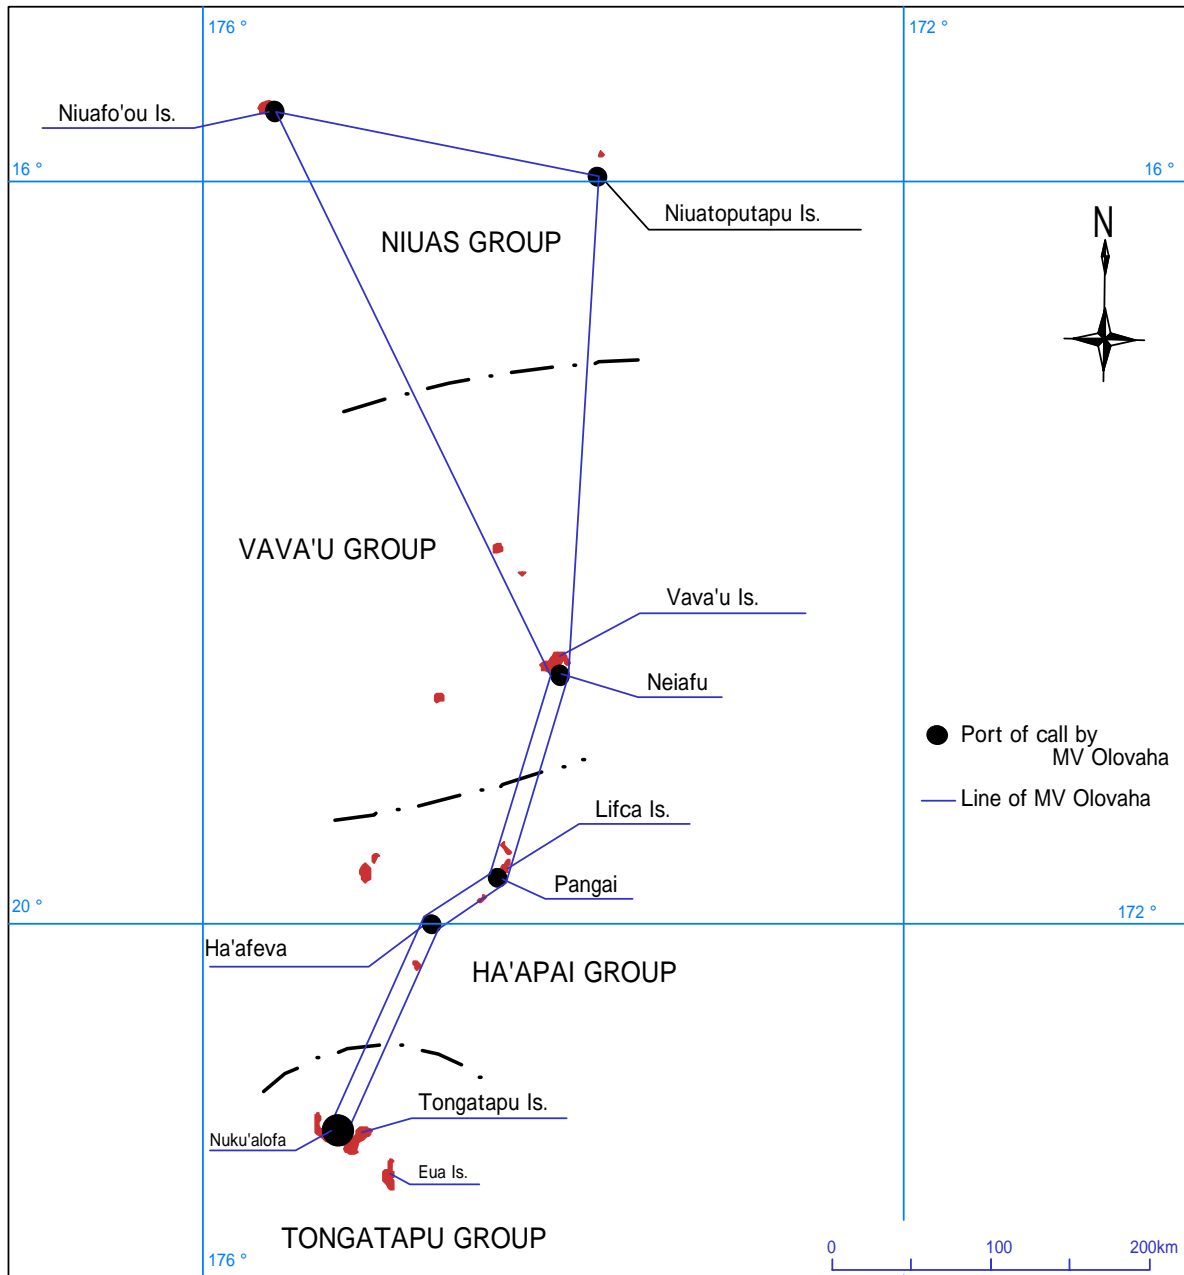 176 °
172 °
Niuafo'ou Is.
16 °
16 °
Niuatoputapu Is.
NIUAS GROUP
N
VAVA'U GROUP
Vava'u Is.
Neiafu
Port of call by
MV Olovaha
Line of MV Olovaha
Lifca Is.
Pangai
20 °
172 °
Ha'afeva
HA'APAI GROUP
Tongatapu Is.
Nuku'alofa
Eua Is.
TONGATAPU GROUP
176 °
0 100 200km